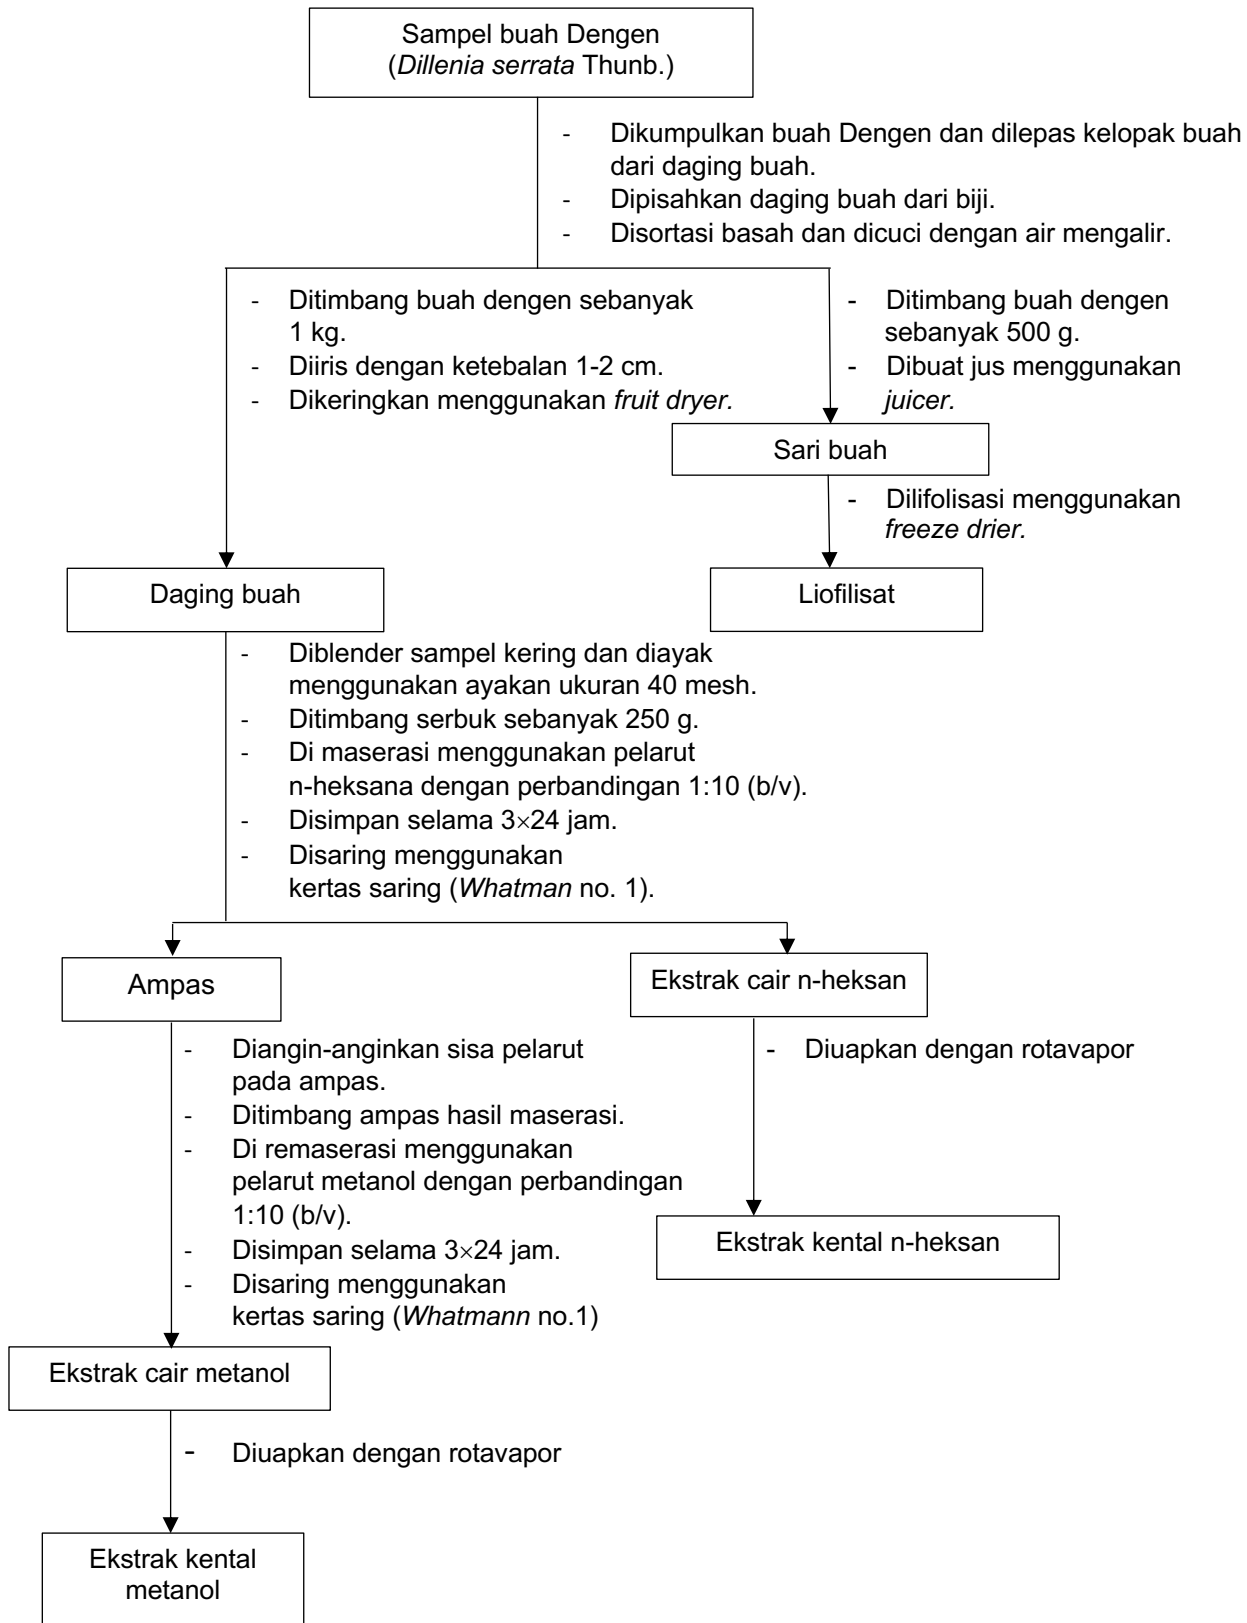 Sampel buah Dengen
(Dillenia serrata Thunb.)
- Dikumpulkan buah Dengen dan dilepas kelopak buah
dari daging buah.
- Dipisahkan daging buah dari biji.
- Disortasi basah dan dicuci dengan air mengalir.
- Ditimbang buah dengen sebanyak
1 kg.
- Diiris dengan ketebalan 1-2 cm.
- Dikeringkan menggunakan fruit dryer.
- Ditimbang buah dengen
sebanyak 500 g.
- Dibuat jus menggunakan
juicer.
Sari buah
- Dilifolisasi menggunakan
freeze drier.
Daging buah
Liofilisat
- Diblender sampel kering dan diayak
menggunakan ayakan ukuran 40 mesh.
- Ditimbang serbuk sebanyak 250 g.
- Di maserasi menggunakan pelarut
n-heksana dengan perbandingan 1:10 (b/v).
- Disimpan selama 3×24 jam.
- Disaring menggunakan
kertas saring (Whatman no. 1).
Ampas
Ekstrak cair n-heksan
- Diangin-anginkan sisa pelarut
pada ampas.
- Ditimbang ampas hasil maserasi.
- Di remaserasi menggunakan
pelarut metanol dengan perbandingan
1:10 (b/v).
- Disimpan selama 3×24 jam.
- Disaring menggunakan
kertas saring (Whatmann no.1)
- Diuapkan dengan rotavapor
Ekstrak kental n-heksan
Ekstrak cair metanol
- Diuapkan dengan rotavapor
Ekstrak kental
metanol